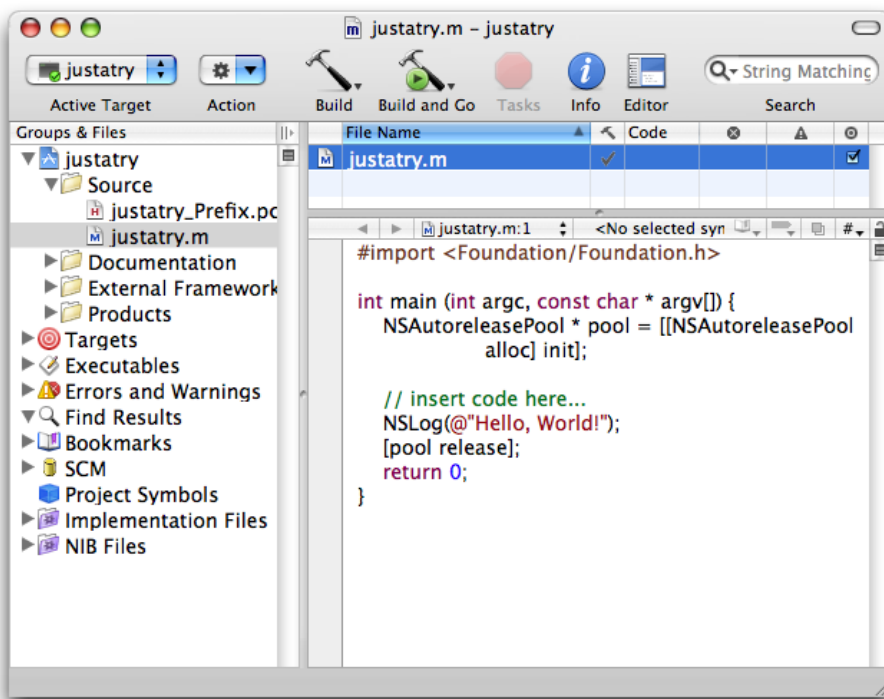 justatry.m – justatry
justatry
Active Target
Action
Build
Build and Go
Tasks
Info
Editor
String Matching
Search
Groups & Files
justatry
Source
justatry_Prefix.pc
justatry.m
Documentation
External Framework
Products
Targets
Executables
Errors and Warnings
Find Results
Bookmarks
SCM
Project Symbols
Implementation Files
NIB Files
File Name
Code
justatry.m
justatry.m:1
<No selected syn
#
#import <Foundation/Foundation.h>
int main (int argc, const char * argv[]) {
NSAutoreleasePool * pool = [[NSAutoreleasePool
alloc] init];
// insert code here...
NSLog(@"Hello, World!");
[pool release];
return 0;
}